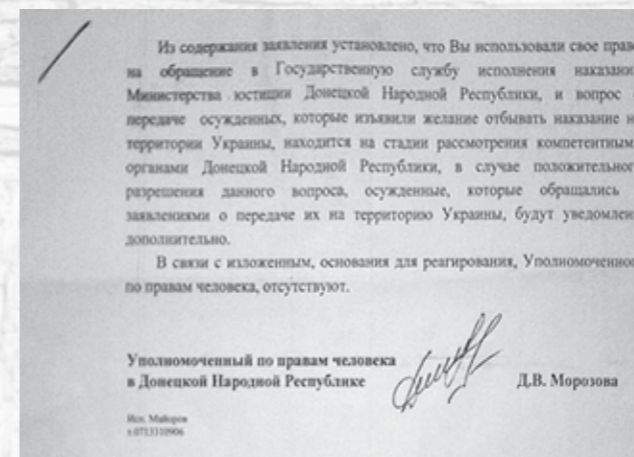 Из содержания заявления установлено, что Вы использовали свое прав
на обращение в Государственную службу исполнения наказани
Министерства юстиции Донецкой Народной Республики, и вопрос
передаче осужденных, которые изъявили желание отбывать наказание н
территории Украины, находится на стадии рассмотрения компетентным
органами Донецкой Народной Республики, в случае положительног
разрешения данного вопроса, осужденные, которые обращались
заявлениями о передаче их на территорию Украины, будут уведомлен
дополнительно.
В связи с изложенным, основания для реагирования, Уполномоченно
по правам человека, отсутствуют.
Уполномоченный по правам человека
в Донецкой Народной Республике Д.В. Морозова
Исп. Майоров
т.0713310906